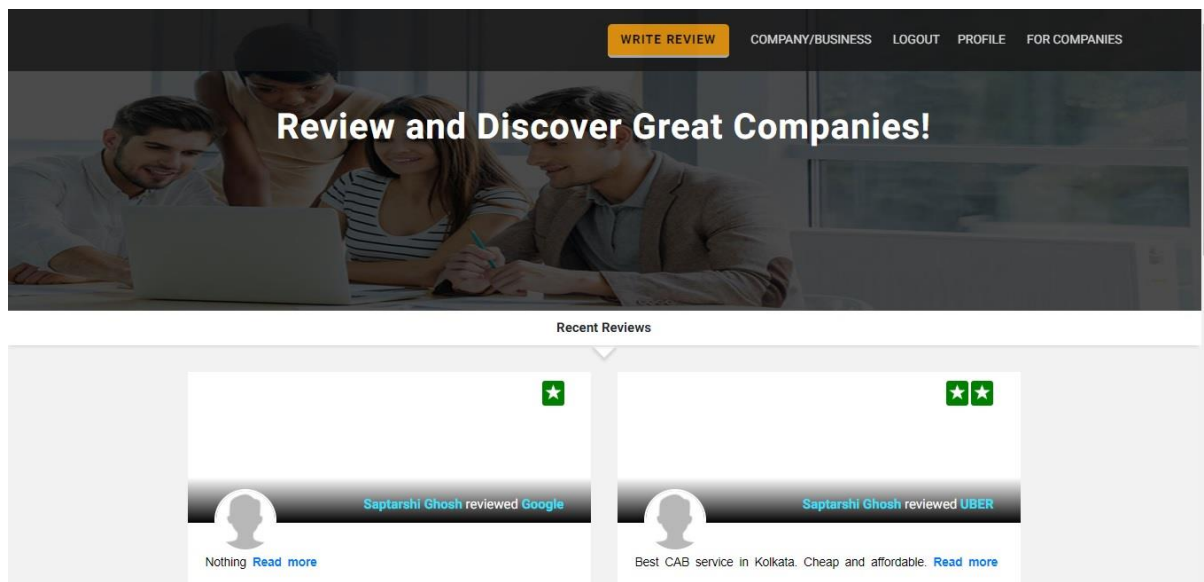 WRITE REVIEW COMPANY/BUSINESS LOGOUT PROFILE FOR COMPANIES
Review and Discover Great Companies!
Recent Reviews
Saptarshi Ghosh reviewed Google
Nothing Read more
Saptarshi Ghosh reviewed UBER
Best CAB service in Kolkata. Cheap and affordable. Read more